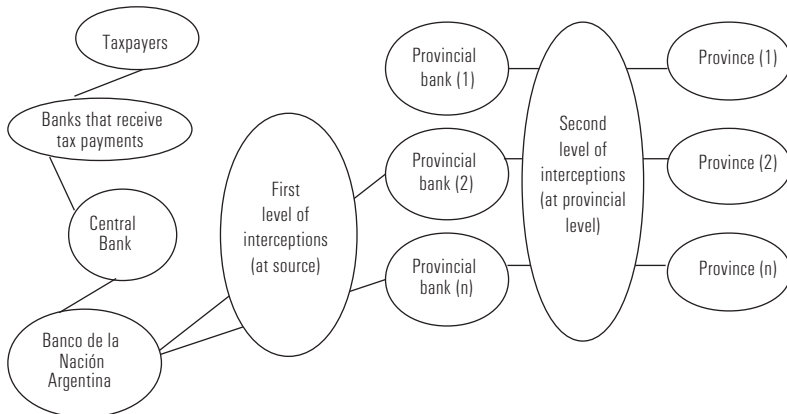 Taxpayers
Banks that receive
tax payments
Central
Bank
Banco de la
Nación
Argentina
First
level of
interceptions
(at source)
Provincial
bank (1)
Provincial
bank (2)
Provincial
bank (n)
Second
level of
interceptions
(at provincial
level)
Province (1)
Province (2)
Province (n)